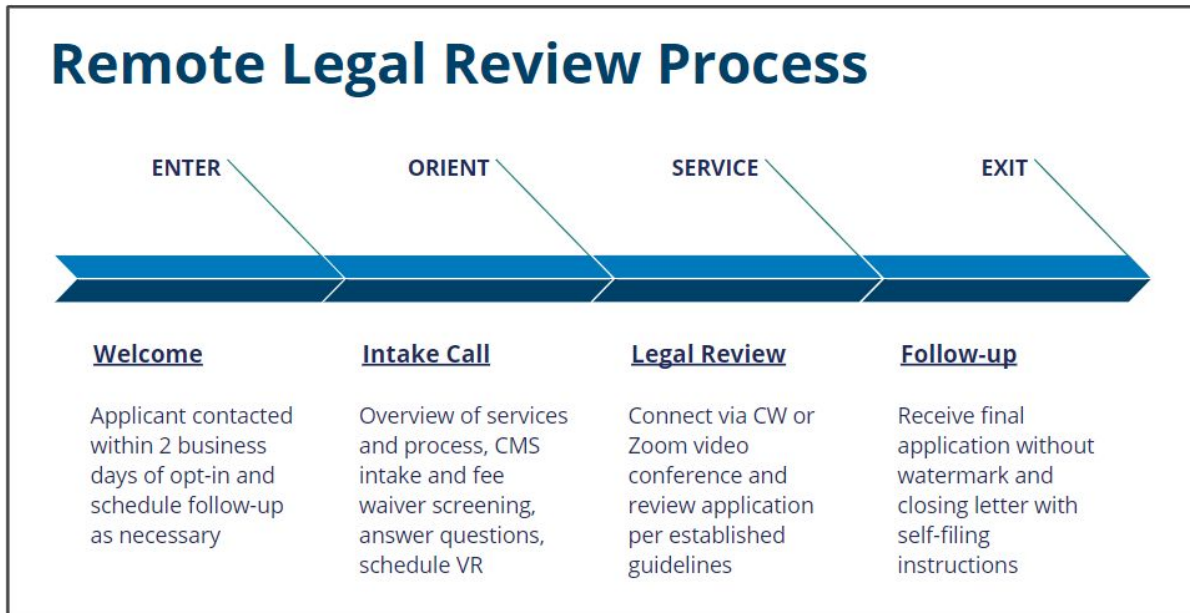 Remote Legal Review Process
ENTER
ORIENT
SERVICE
EXIT
Welcome
Applicant contacted
within 2 business
days of opt-in and
schedule follow-up
as necessary
Intake Call
Overview of services
and process, CMS
intake and fee
waiver screening,
answer questions,
schedule VR
Legal Review
Connect via CW or
Zoom video
conference and
review application
per established
guidelines
Follow-up
Receive final
application without
watermark and
closing letter with
self-filing
instructions